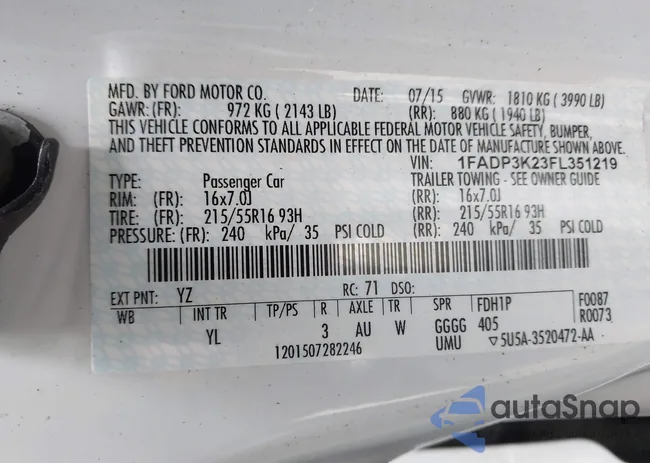 MFD. BY FORD MOTOR CO. DATE: 07/15 GVWR: 1810 KG ( 3990 LB)
GAWR: (FR): 972 KG ( 2143 LB) (RR): 880 KG ( 1940 LB)
THIS VEHICLE CONFORMS TO ALL APPLICABLE FEDERAL MOTOR VEHICLE SAFETY, BUMPER,
AND THEFT PREVENTION STANDARDS IN EFFECT ON THE DATE OF MANUFACTURE SHOWN ABOVE.
VIN: 1FADP3K23FL351219
TYPE: Passenger Car TRAILER TOWING - SEE OWNER GUIDE
RIM: (FR): 16x7.0J (RR): 16x7.0J
TIRE: (FR): 215/55R16 93H (RR): 215/55R16 93H
PRESSURE: (FR): 240 kPa/ 35 PSI COLD (RR): 240 kPa/ 35 PSI COLD
EXT PNT: YZ RC: 71 DSO:
WB INT TR TP/PS R AXLE TR SPR FDH1P F0087
YL 3 AU W GGGG 405 R0073
1201507282246 UMU ▽5U5A-3520472-AA
autoSnap